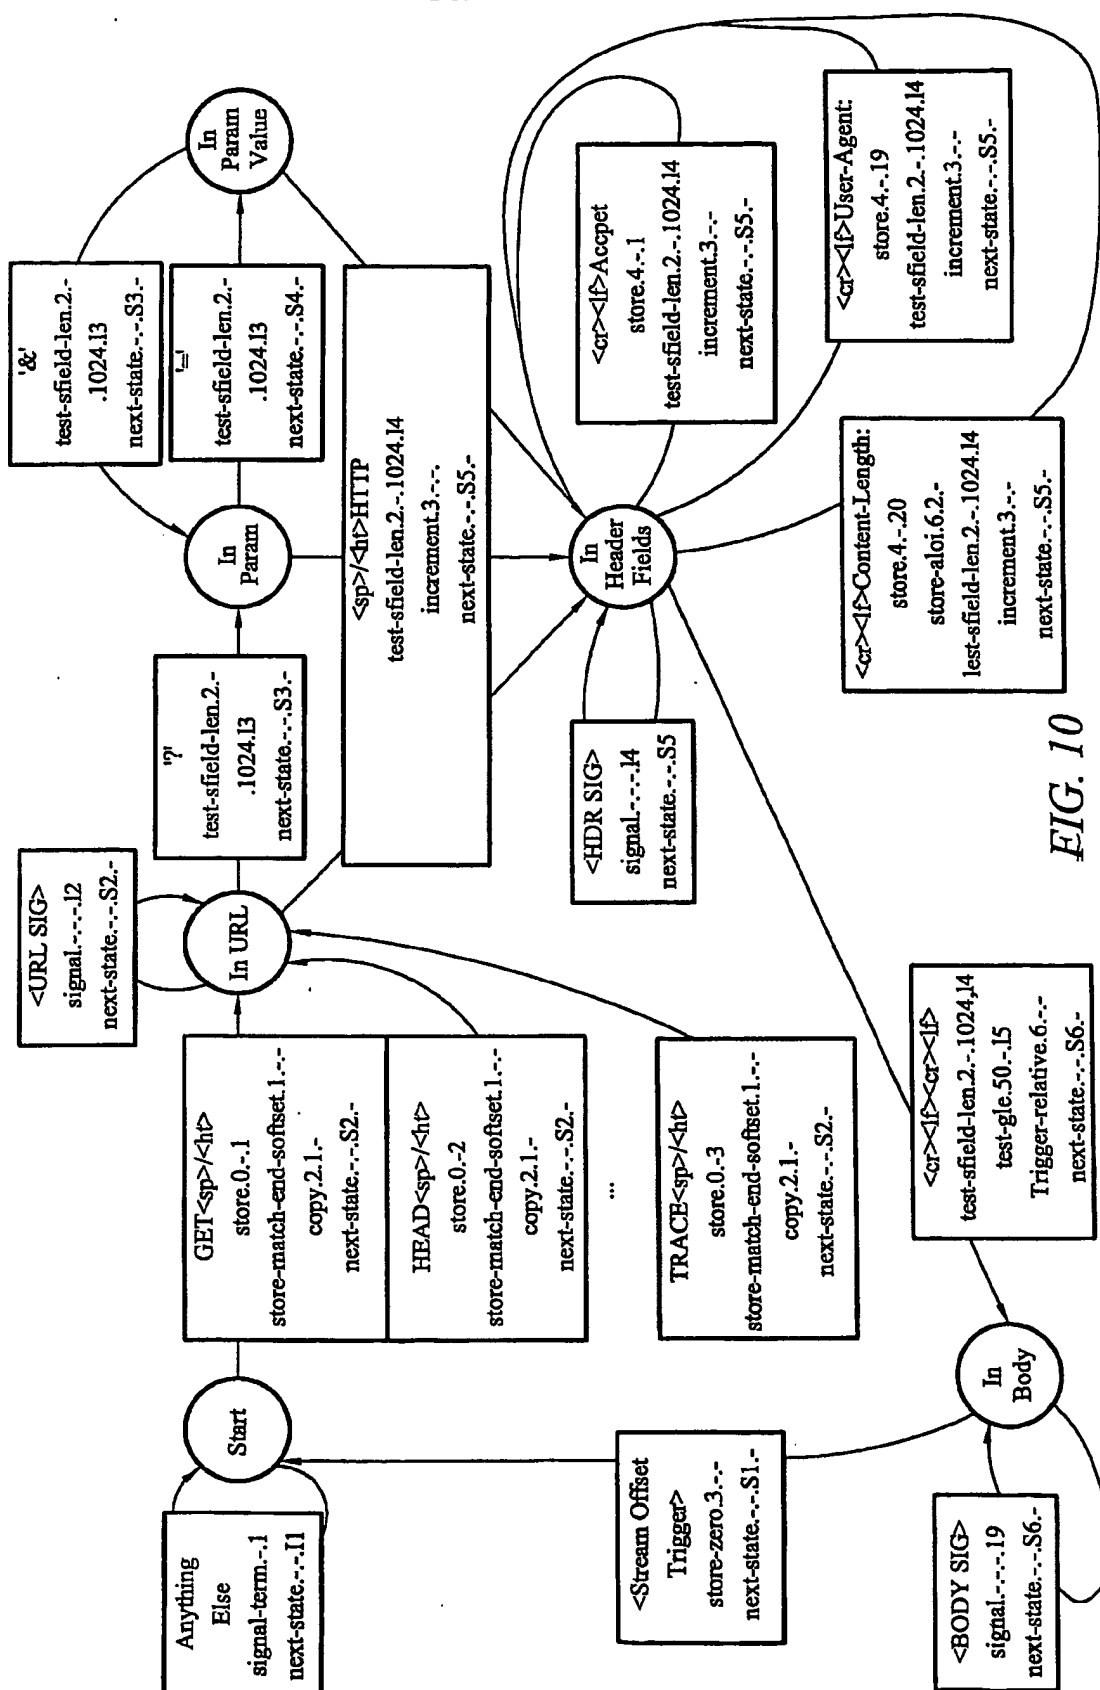 Anything
Else
signal-term.-.1
next-state.-.-.I1
Start
GET<sp>/<ht>
store.0.-.1
store-match-end-softset.1.-.-
copy.2.1.-
next-state.-.-.S2.-
HEAD<sp>/<ht>
store.0.-2
store-match-end-softset.1.-.-
copy.2.1.-
next-state.-.-.S2.-
...
TRACE<sp>/<ht>
store.0.-3
store-match-end-softset.1.-.-
copy.2.1.-
next-state.-.-.S2.-
<URL SIG>
signal.-.-.-.12
next-state.-.-.S2.-
In URL
'?'
test-sfield-len.2.-
.1024.13
next-state.-.-.S3.-
In
Param
'&'
test-sfield-len.2.-
.1024.13
next-state.-.-.S3.-
'='
test-sfield-len.2.-
.1024.13
next-state.-.-.S4.-
In
Param
Value
<sp>/<ht>HTTP
test-sfield-len.2.-.1024.14
increment.3.-.-.
next-state.-.-.S5.-
<HDR SIG>
signal.-.-.-.14
next-state.-.-.S5
In
Header
Fields
<cr><lf>Accpet
store.4.-.1
test-sfield-len.2.-.1024.14
increment.3.-.-
next-state.-.-.S5.-
<cr><lf>User-Agent:
store.4.-.19
test-sfield-len.2.-.1024.14
increment.3.-.-
next-state.-.-.S5.-
<cr><lf>Content-Length:
store.4.-.20
store-aloi.6.2.-
lest-sfield-len.2.-.1024.14
increment.3.-.-
next-state.-.-.S5.-
<cr><lf><cr><lf>
test-sfield-len.2.-.1024,14
test-gle.50.-.15
Trigger-relative.6.-.-
next-state.-.-.S6.-
In
Body
<Stream Offset
Trigger>
store-zero.3.-.-
next-state.-.-.S1.-
<BODY SIG>
signal.-.-.-.19
next-state.-.-.S6.-
FIG. 10